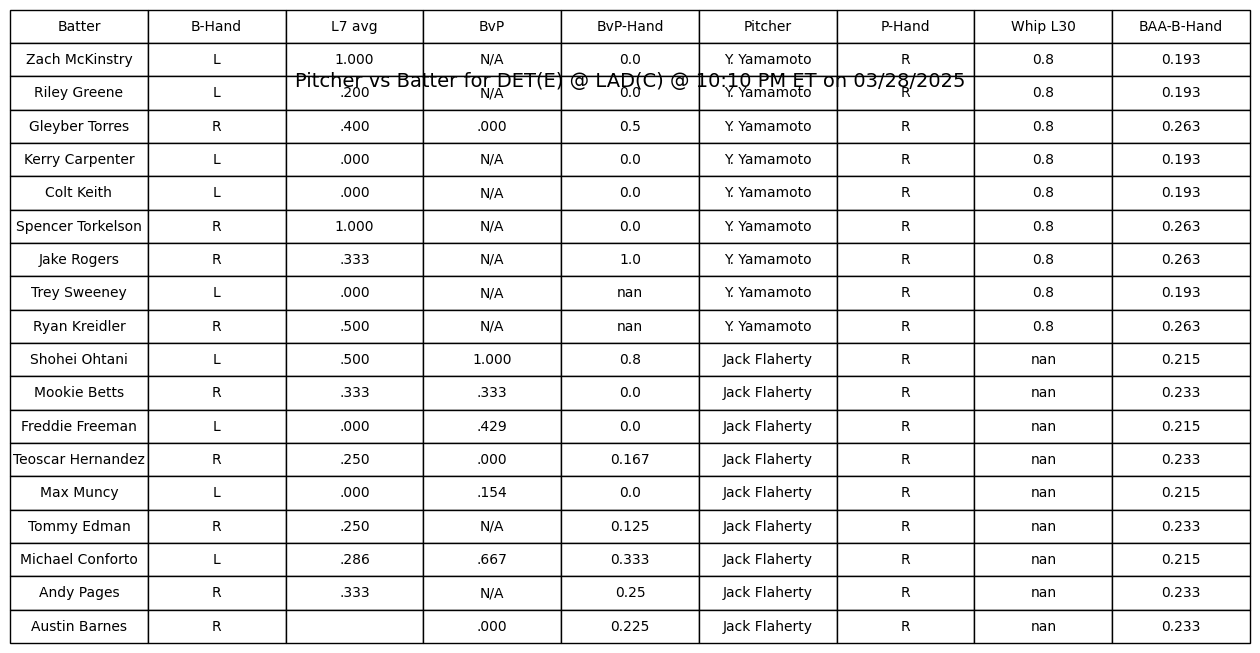 Batter B-Hand L7 avg BvP BvP-Hand Pitcher P-Hand Whip L30 BAA-B-Hand
Zach McKinstry L 1.000 N/A 0.0 Y. Yamamoto R 0.8 0.193
Pitcher vs Batter for DET(E) @ LAD(C) @ 10:10 PM ET on 03/28/2025
Riley Greene L .200 N/A 0.0 Y. Yamamoto R 0.8 0.193
Gleyber Torres R .400 .000 0.5 Y. Yamamoto R 0.8 0.263
Kerry Carpenter L .000 N/A 0.0 Y. Yamamoto R 0.8 0.193
Colt Keith L .000 N/A 0.0 Y. Yamamoto R 0.8 0.193
Spencer Torkelson R 1.000 N/A 0.0 Y. Yamamoto R 0.8 0.263
Jake Rogers R .333 N/A 1.0 Y. Yamamoto R 0.8 0.263
Trey Sweeney L .000 N/A nan Y. Yamamoto R 0.8 0.193
Ryan Kreidler R .500 N/A nan Y. Yamamoto R 0.8 0.263
Shohei Ohtani L .500 1.000 0.8 Jack Flaherty R nan 0.215
Mookie Betts R .333 .333 0.0 Jack Flaherty R nan 0.233
Freddie Freeman L .000 .429 0.0 Jack Flaherty R nan 0.215
Teoscar Hernandez R .250 .000 0.167 Jack Flaherty R nan 0.233
Max Muncy L .000 .154 0.0 Jack Flaherty R nan 0.215
Tommy Edman R .250 N/A 0.125 Jack Flaherty R nan 0.233
Michael Conforto L .286 .667 0.333 Jack Flaherty R nan 0.215
Andy Pages R .333 N/A 0.25 Jack Flaherty R nan 0.233
Austin Barnes R .000 0.225 Jack Flaherty R nan 0.233